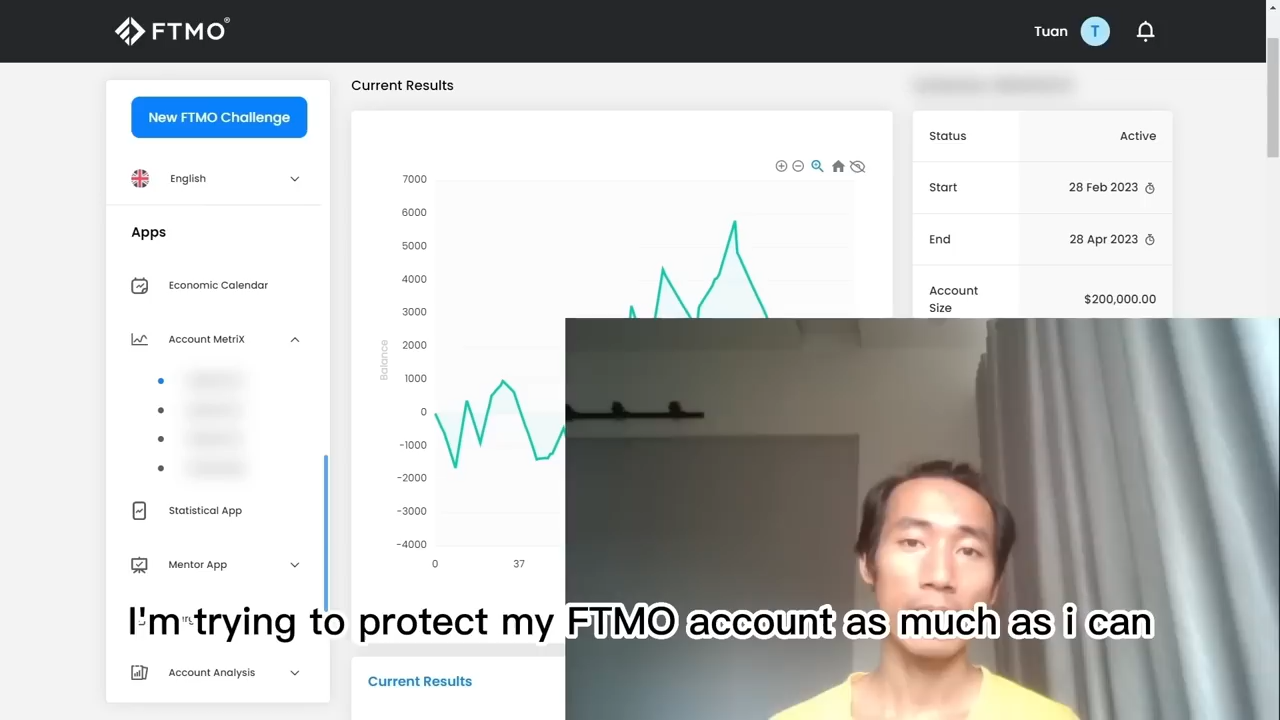 FTMO®
Tuan
T
New FTMO Challenge
English
Apps
Economic Calendar
Account MetriX
Statistical App
Mentor App
Account Analysis
Current Results
7000
6000
5000
4000
3000
2000
1000
0
-1000
-2000
-3000
-4000
Balance
0
37
Status Active
Start 28 Feb 2023
End 28 Apr 2023
Account
Size
$200,000.00
I'm trying to protect my FTMO account as much as i can
Current Results